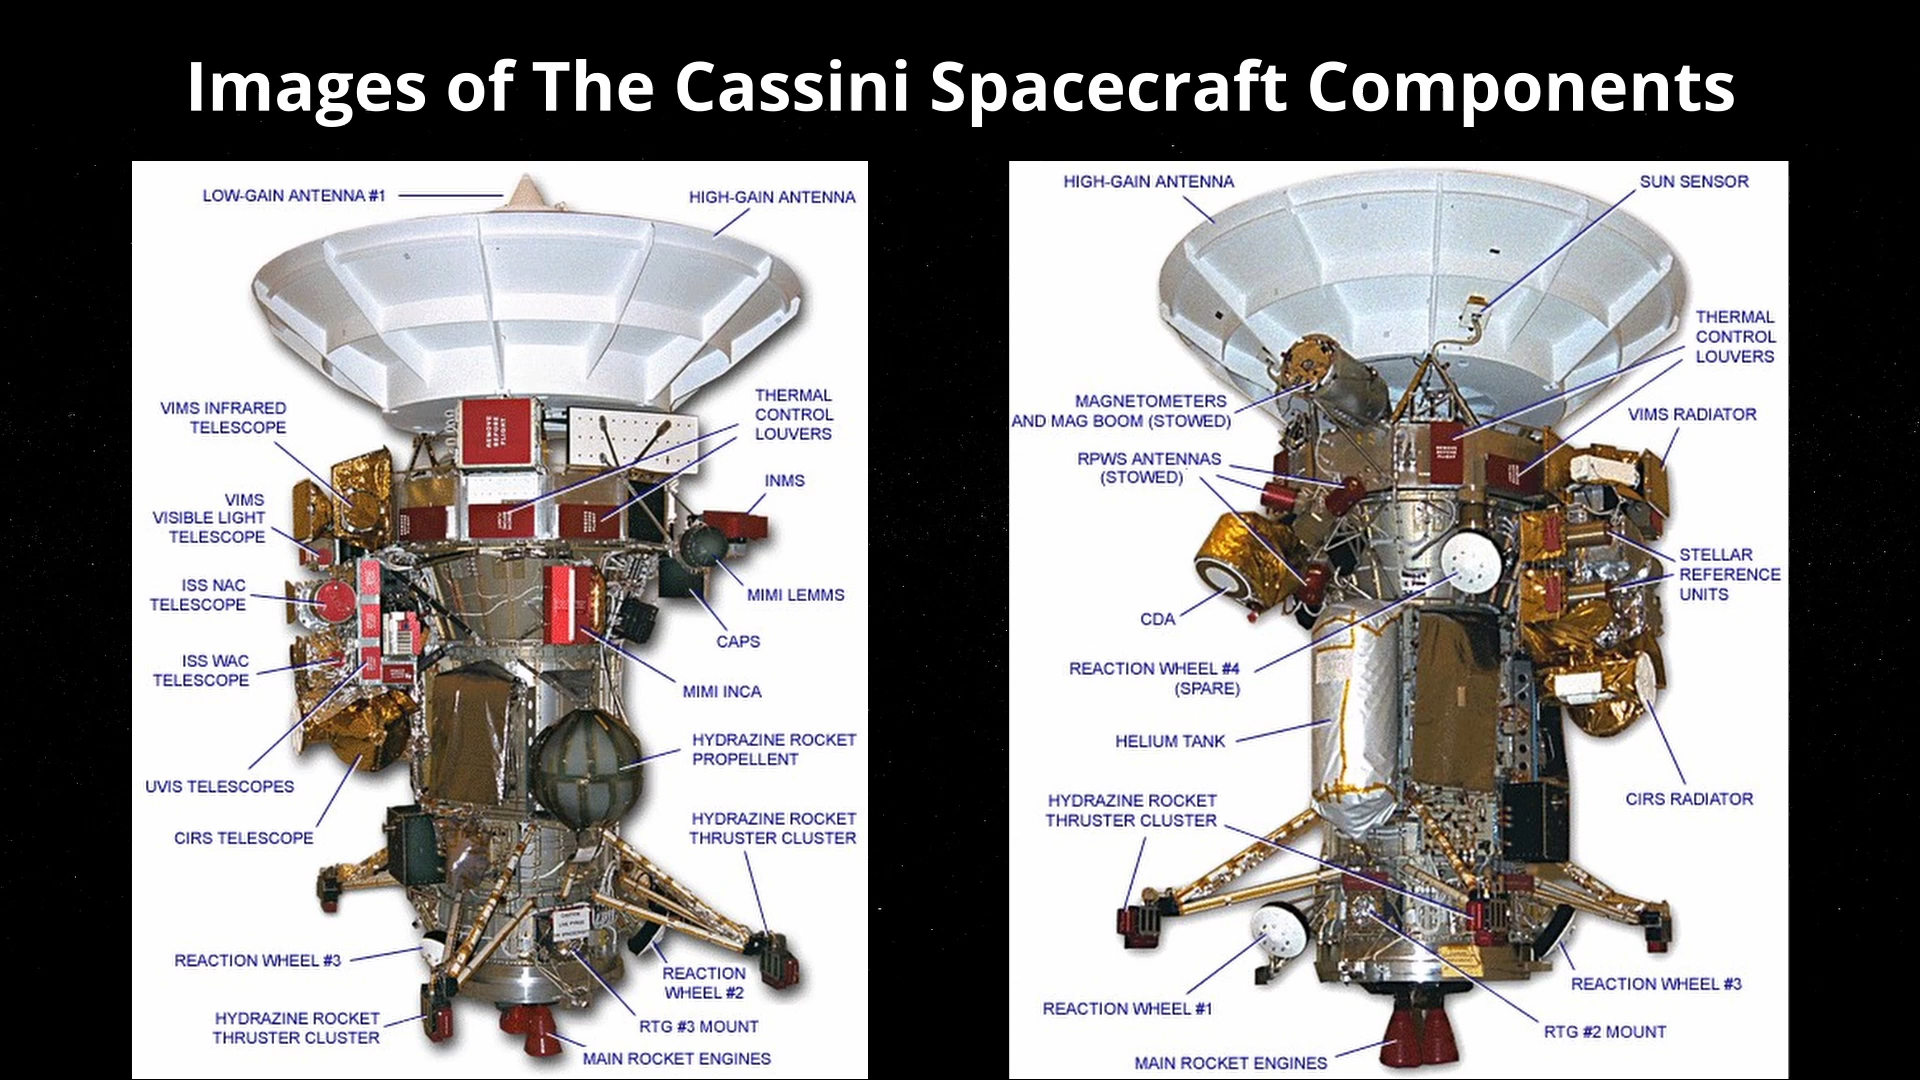 Images of The Cassini Spacecraft Components
LOW-GAIN ANTENNA #1
HIGH-GAIN ANTENNA
VIMS INFRARED
TELESCOPE
THERMAL
CONTROL
LOUVERS
REMOVE
BEFORE
FLIGHT
INMS
VIMS
VISIBLE LIGHT
TELESCOPE
ISS NAC
TELESCOPE
MIMI LEMMS
CAPS
ISS WAC
TELESCOPE
MIMI INCA
HYDRAZINE ROCKET
PROPELLENT
UVIS TELESCOPES
CIRS TELESCOPE
HYDRAZINE ROCKET
THRUSTER CLUSTER
REACTION WHEEL #3
REACTION
WHEEL #2
HYDRAZINE ROCKET
THRUSTER CLUSTER
RTG #3 MOUNT
MAIN ROCKET ENGINES
HIGH-GAIN ANTENNA
SUN SENSOR
THERMAL
CONTROL
LOUVERS
MAGNETOMETERS
AND MAG BOOM (STOWED)
VIMS RADIATOR
RPWS ANTENNAS
(STOWED)
STELLAR
REFERENCE
UNITS
CDA
REACTION WHEEL #4
(SPARE)
HELIUM TANK
HYDRAZINE ROCKET
THRUSTER CLUSTER
CIRS RADIATOR
REACTION WHEEL #1
REACTION WHEEL #3
RTG #2 MOUNT
MAIN ROCKET ENGINES